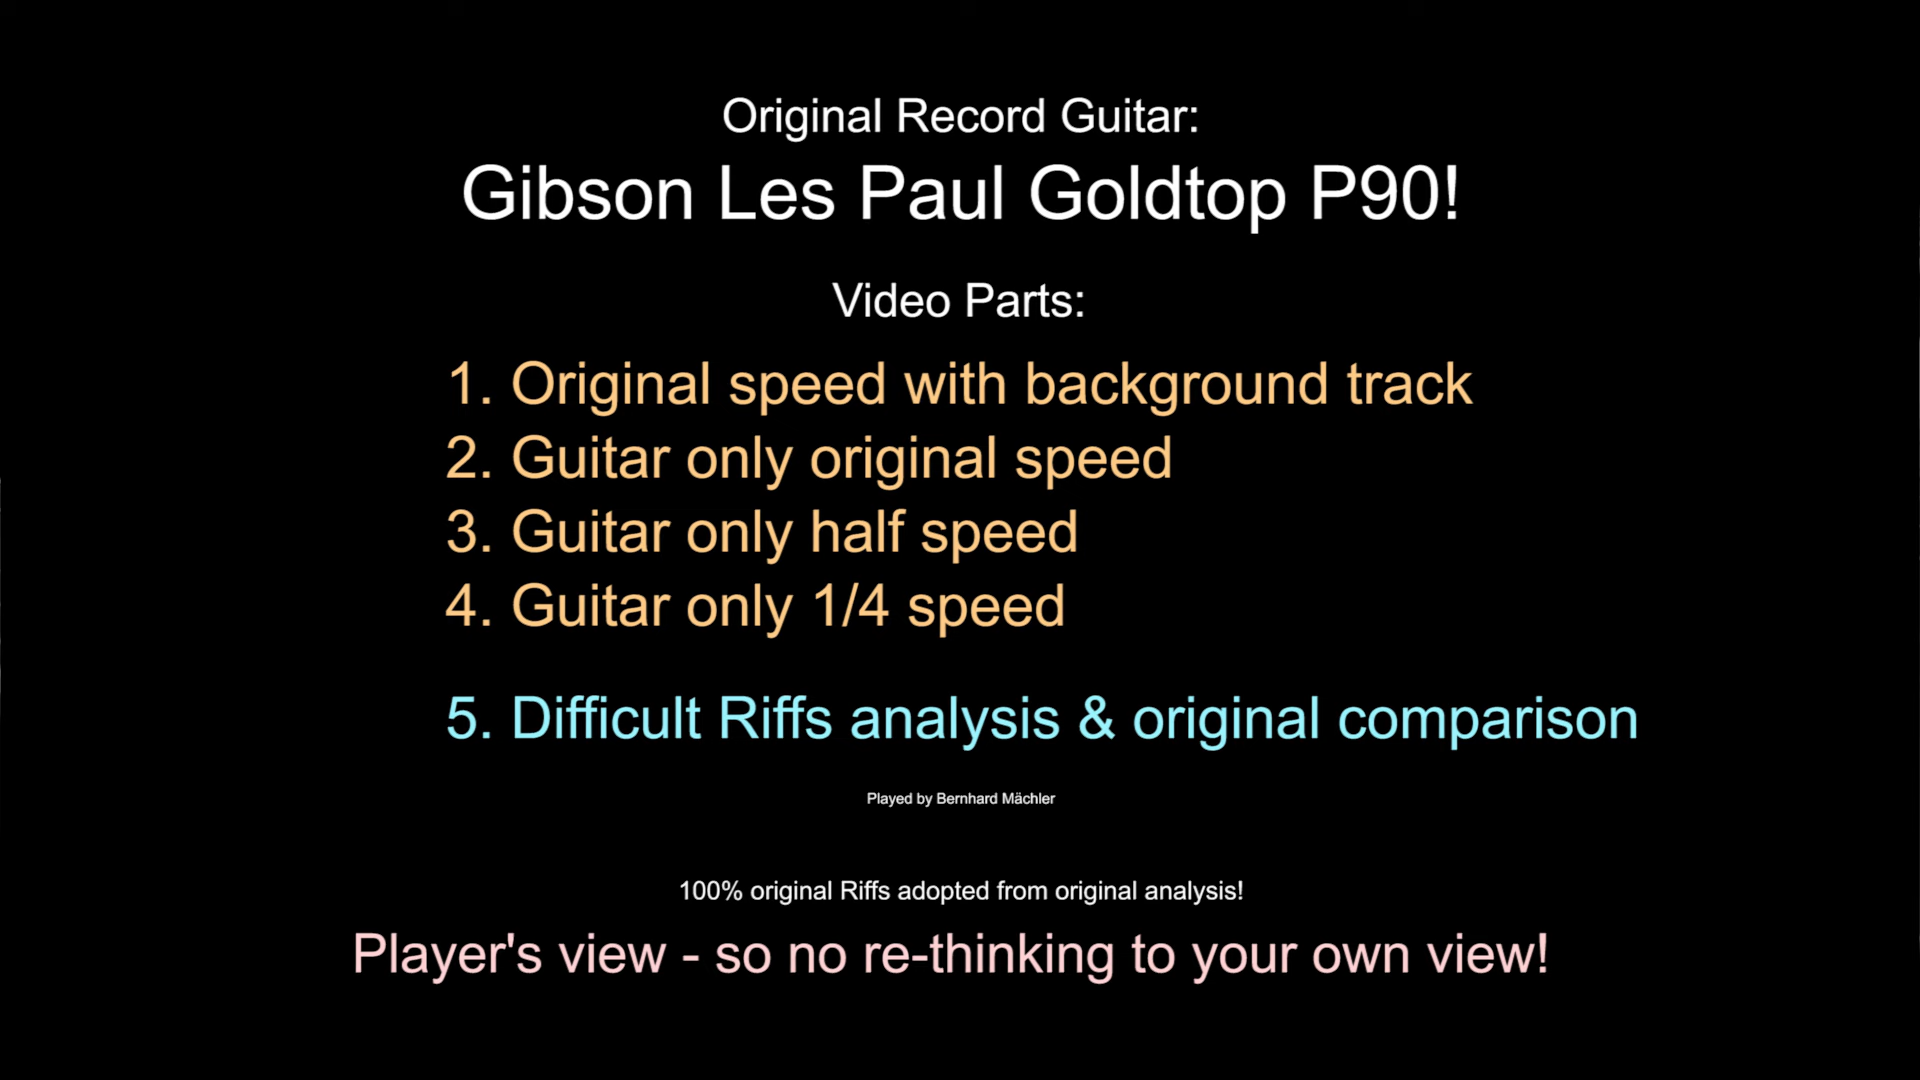 Original Record Guitar:
Gibson Les Paul Goldtop P90!
Video Parts:
1. Original speed with background track
2. Guitar only original speed
3. Guitar only half speed
4. Guitar only 1/4 speed
5. Difficult Riffs analysis & original comparison
Played by Bernhard Mächler
100% original Riffs adopted from original analysis!
Player's view - so no re-thinking to your own view!